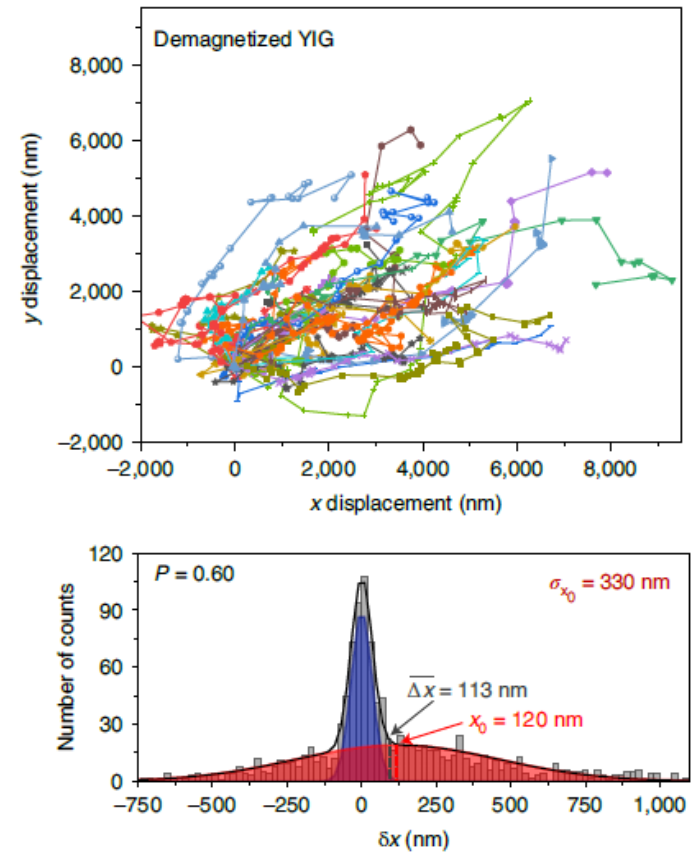 Demagnetized YIG
8,000
6,000
4,000
2,000
0
−2,000
y displacement (nm)
−2,000 0 2,000 4,000 6,000 8,000
x displacement (nm)
120
90
60
30
0
Number of counts
P = 0.60
σx0 = 330 nm
Δx = 113 nm
x0 = 120 nm
−750 −500 −250 0 250 500 750 1,000
δx (nm)